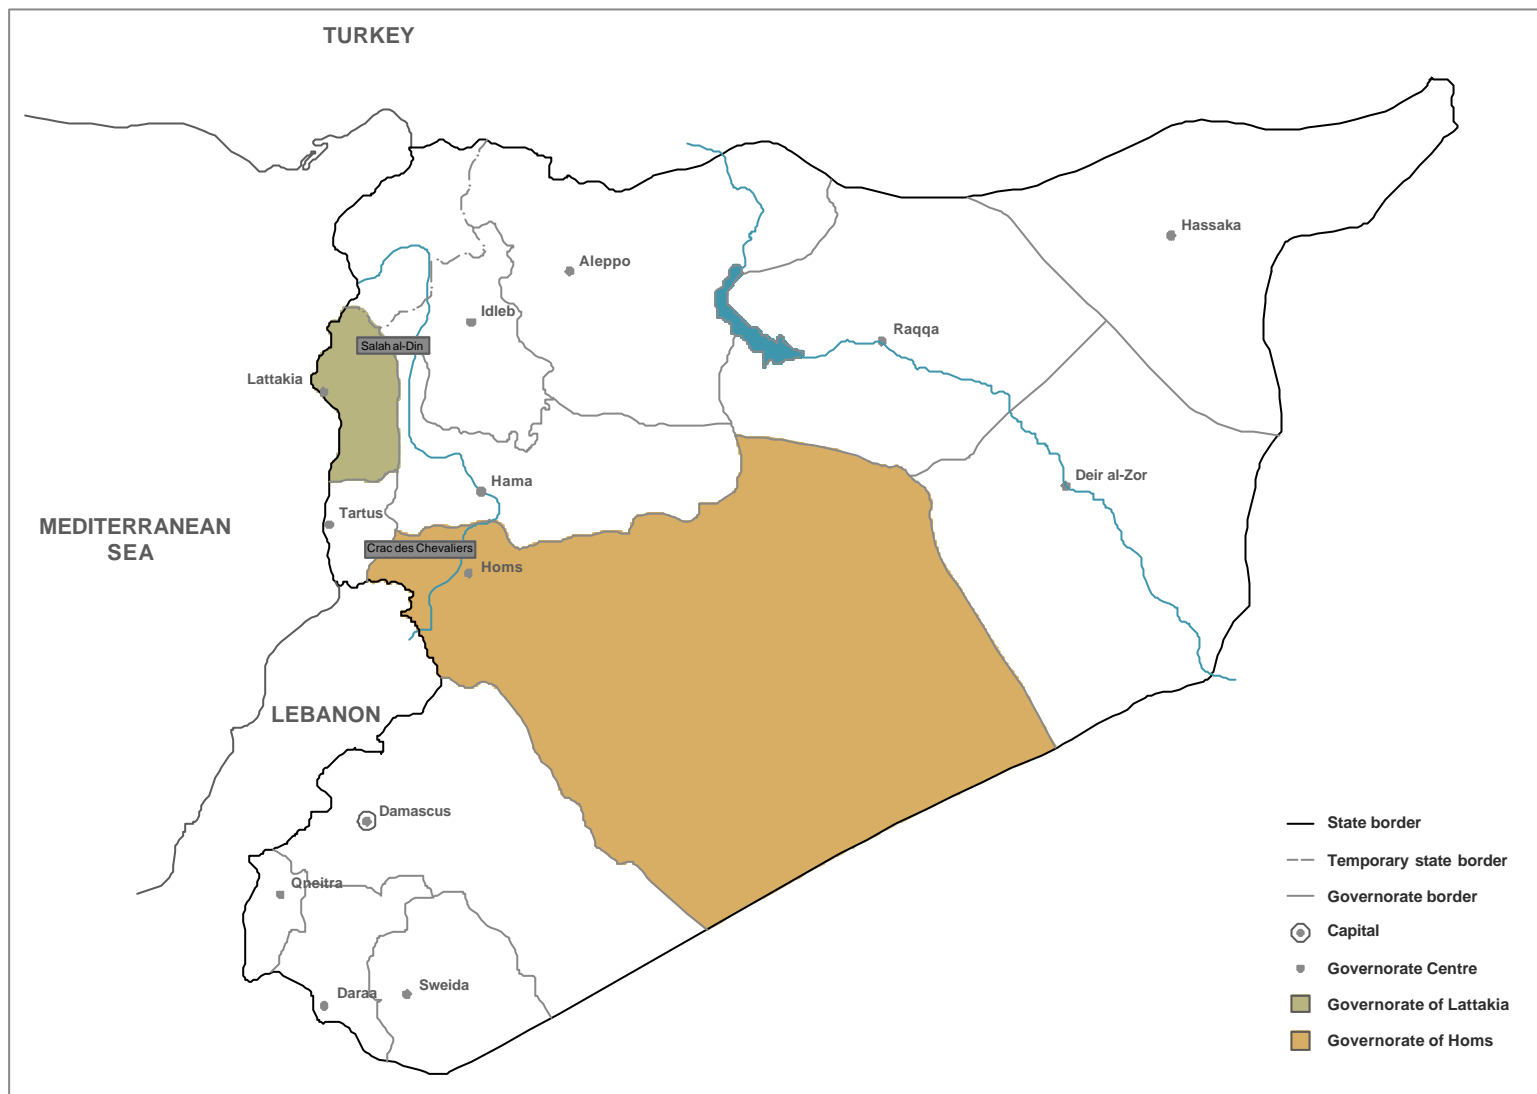 TURKEY
Hassaka
Aleppo
Idleb
Raqqa
Salah al-Din
Lattakia
Deir al-Zor
Hama
Tartus
MEDITERRANEAN
SEA
Crac des Chevaliers
Homs
LEBANON
Damascus
Qneitra
Sweida
Daraa
State border
Temporary state border
Governorate border
Capital
Governorate Centre
Governorate of Lattakia
Governorate of Homs